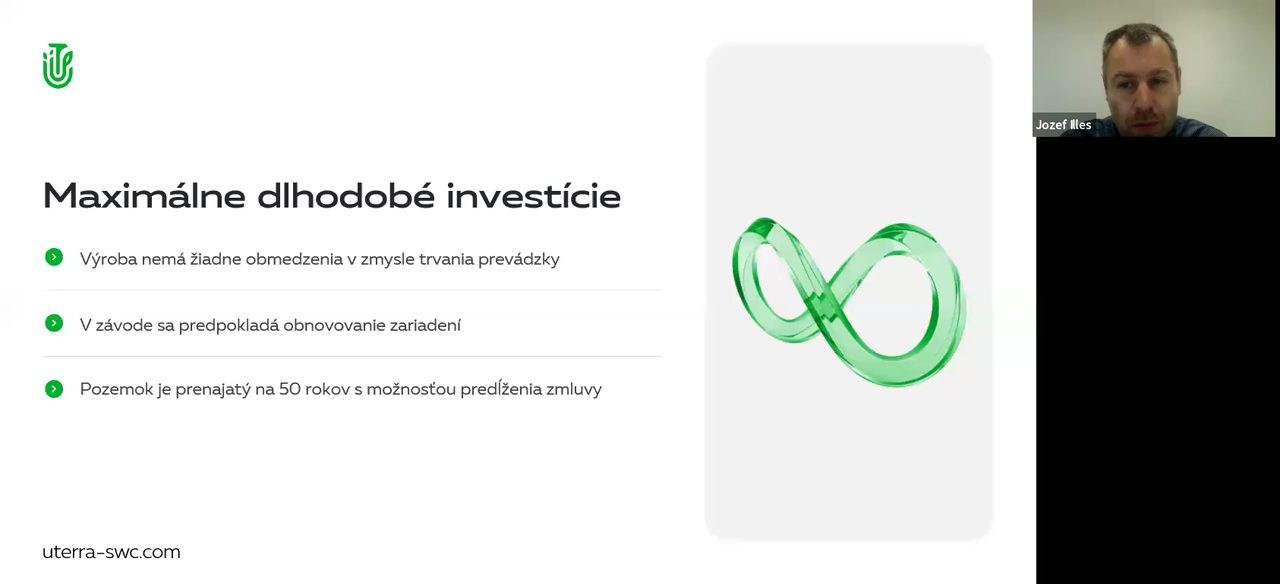 Maximálne dlhodobé investície
Výroba nemá žiadne obmedzenia v zmysle trvania prevádzky
V závode sa predpokladá obnovovanie zariadení
Pozemok je prenajatý na 50 rokov s možnosťou predĺženia zmluvy
uterra-swc.com
Jozef Illes